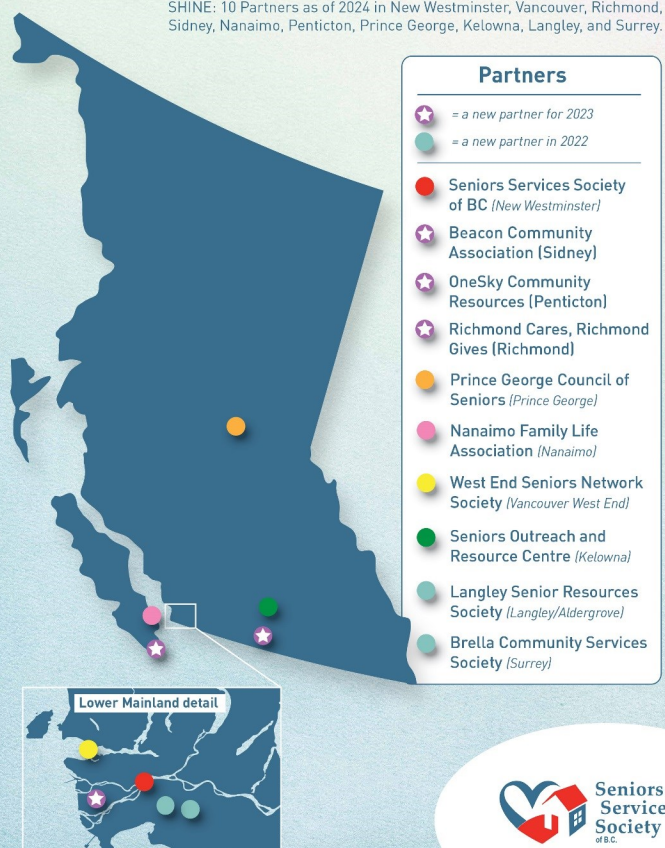 SHINE: 10 Partners as of 2024 in New Westminster, Vancouver, Richmond,
Sidney, Nanaimo, Penticton, Prince George, Kelowna, Langley, and Surrey.
Partners
= a new partner for 2023
= a new partner in 2022
Seniors Services Society
of BC (New Westminster)
Beacon Community
Association (Sidney)
OneSky Community
Resources (Penticton)
Richmond Cares, Richmond
Gives (Richmond)
Prince George Council of
Seniors (Prince George)
Nanaimo Family Life
Association (Nanaimo)
West End Seniors Network
Society (Vancouver West End)
Seniors Outreach and
Resource Centre (Kelowna)
Langley Senior Resources
Society (Langley/Aldergrove)
Brella Community Services
Society (Surrey)
Lower Mainland detail
Seniors
Service
Society
of B.C.